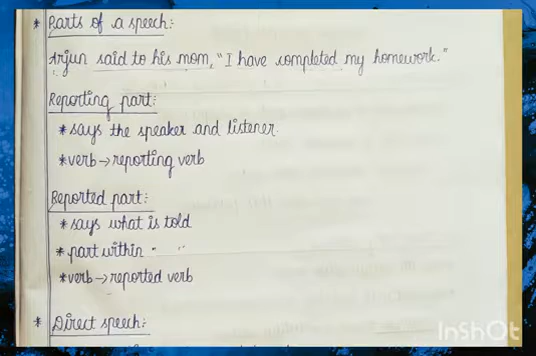 * Parts of a speech:
Arjun said to his mom, "I have completed my homework."
Reporting part:
* says the speaker and listener.
* verb → reporting verb
Reported part:
* says what is told
* part within " "
* verb → reported verb
* Direct speech:
InShOt